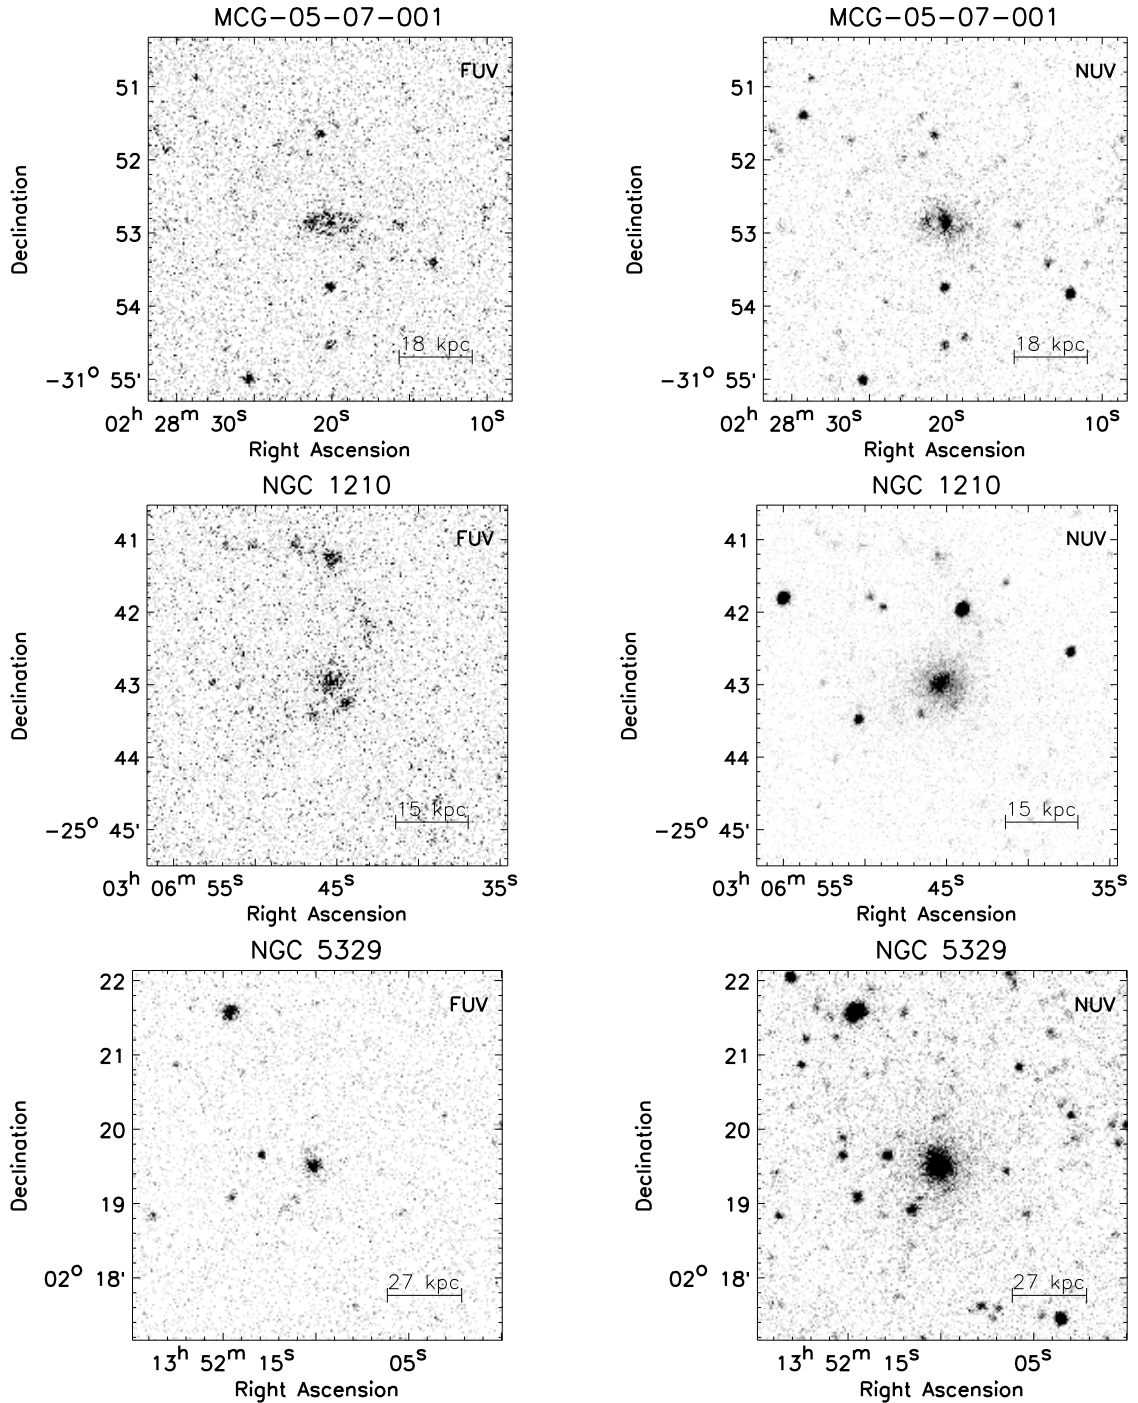 MCG-05-07-001
FUV
51
52
53
54
-31° 55'
Declination
18 kpc
02ʰ 28ᵐ 30ˢ 20ˢ 10ˢ
Right Ascension
MCG-05-07-001
NUV
51
52
53
54
-31° 55'
Declination
18 kpc
02ʰ 28ᵐ 30ˢ 20ˢ 10ˢ
Right Ascension
NGC 1210
FUV
41
42
43
44
-25° 45'
Declination
15 kpc
03ʰ 06ᵐ 55ˢ 45ˢ 35ˢ
Right Ascension
NGC 1210
NUV
41
42
43
44
-25° 45'
Declination
15 kpc
03ʰ 06ᵐ 55ˢ 45ˢ 35ˢ
Right Ascension
NGC 5329
FUV
22
21
20
19
02° 18'
Declination
27 kpc
13ʰ 52ᵐ 15ˢ 05ˢ
Right Ascension
NGC 5329
NUV
22
21
20
19
02° 18'
Declination
27 kpc
13ʰ 52ᵐ 15ˢ 05ˢ
Right Ascension